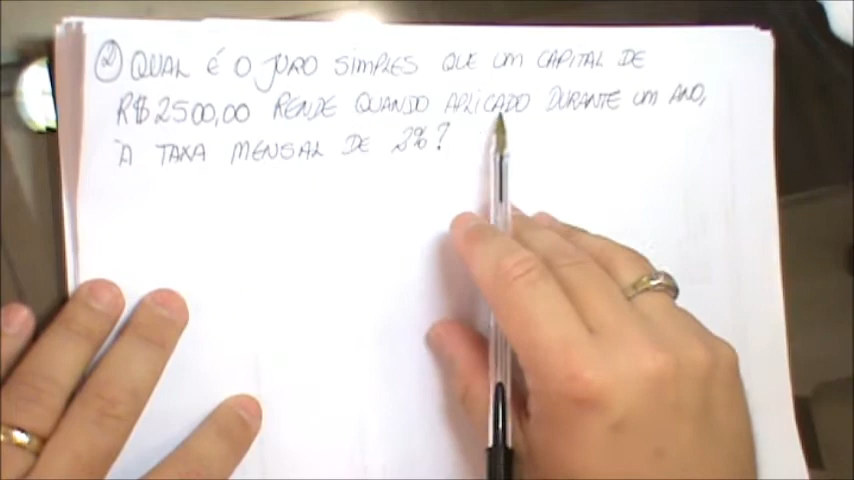 ② QUAL É O JURO SIMPLES QUE UM CAPITAL DE
R$ 2500,00 RENDE QUANDO APLICADO DURANTE UM ANO,
À TAXA MENSAL DE 2%?